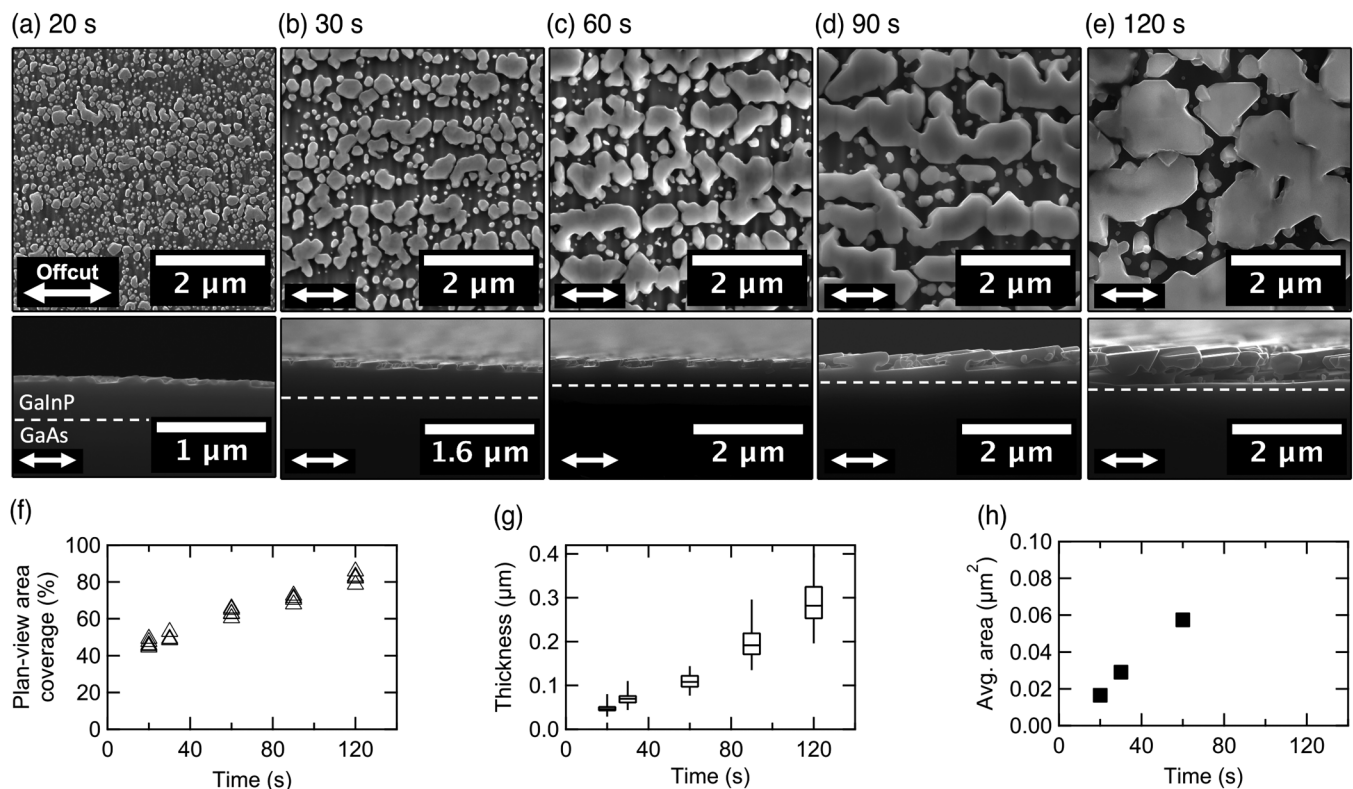 (a) 20 s
(b) 30 s
(c) 60 s
(d) 90 s
(e) 120 s
Offcut
2 μm
2 μm
2 μm
2 μm
2 μm
GaInP
GaAs
1 μm
1.6 μm
2 μm
2 μm
2 μm
(f)
Plan-view area
coverage (%)
100
80
60
40
20
0
0 40 80 120
Time (s)
(g)
Thickness (μm)
0.4
0.3
0.2
0.1
0.0
0 40 80 120
Time (s)
(h)
Avg. area (μm²)
0.10
0.08
0.06
0.04
0.02
0.00
0 40 80 120
Time (s)